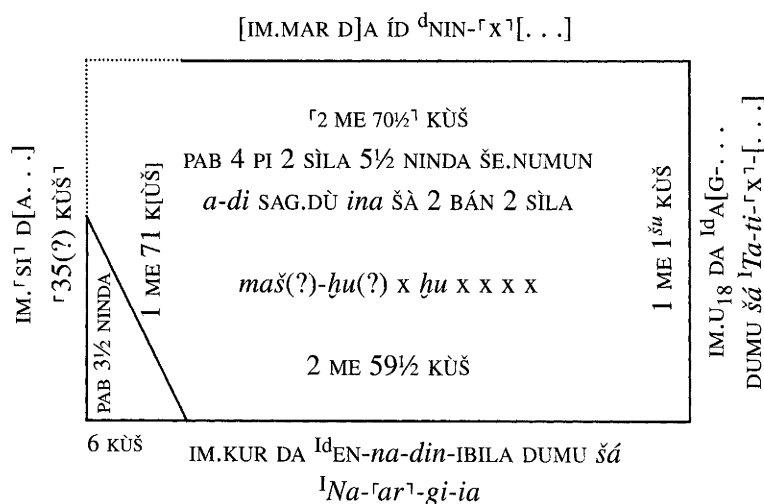 [IM.MAR D]A ÍD ᵈNIN-⸢X⸣[. . .]
⸢2 ME 70½⸣ KÙŠ
PAB 4 PI 2 SÌLA 5½ NINDA ŠE.NUMUN
a-di SAG.DÙ ina ŠÀ 2 BÁN 2 SÌLA
maš(?)-ḫu(?) x ḫu x x x x
2 ME 59½ KÙŠ
IM.⸢SI⸣ D[A. . .]
⸢35(?) KÙŠ⸣
1 ME 71 K[ÙŠ]
PAB 3½ NINDA
1 ME 1ˢᵘ KÙŠ
IM.U₁₈ DA ᴵᵈA[G-. . .
DUMU šá ᴵTa-ti-⸢X⸣-[. . .]
6 KÙŠ
IM.KUR DA ᴵᵈEN-na-din-IBILA DUMU šá
ᴵNa-⸢ar⸣-gi-ia